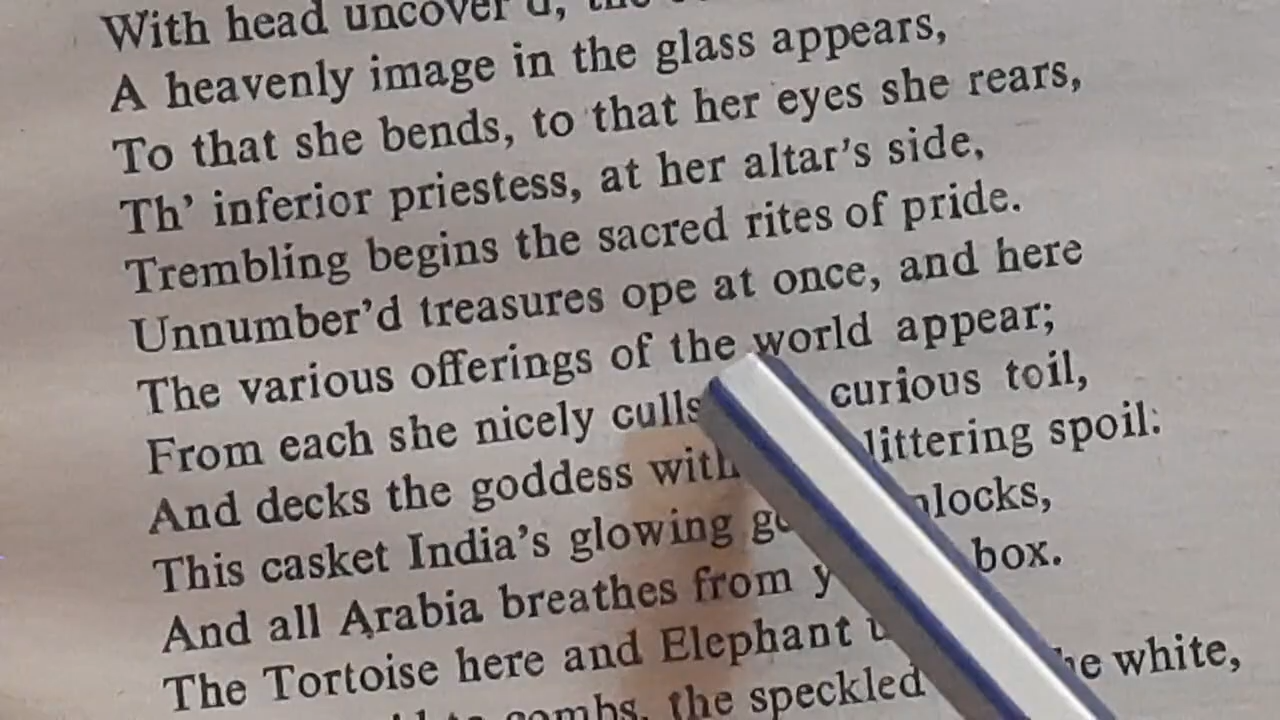 With head uncover'd, the
A heavenly image in the glass appears,
To that she bends, to that her eyes she rears,
Th' inferior priestess, at her altar's side,
Trembling begins the sacred rites of pride.
Unnumber'd treasures ope at once, and here
The various offerings of the world appear;
From each she nicely culls curious toil,
And decks the goddess with littering spoil:
This casket India's glowing locks,
And all Arabia breathes from box.
The Tortoise here and Elephant
combs, the speckled white,